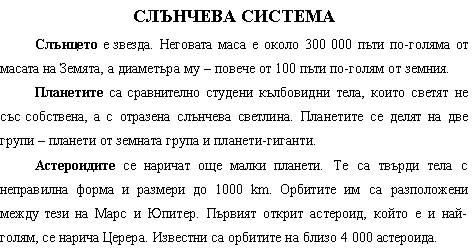 СЛЪНЧЕВА СИСТЕМА
Слънцето е звезда. Неговата маса е около 300 000 пъти по-голяма от
масата на Земята, а диаметъра му – повече от 100 пъти по-голям от земния.
Планетите са сравнително студени кълбовидни тела, които светят не
със собствена, а с отразена слънчева светлина. Планетите се делят на две
групи – планети от земната група и планети-гиганти.
Астероидите се наричат още малки планети. Те са твърди тела с
неправилна форма и размери до 1000 km. Орбитите им са разположени
между тези на Марс и Юпитер. Първият открит астероид, който е и най-
голям, се нарича Церера. Известни са орбитите на близо 4 000 астероида.